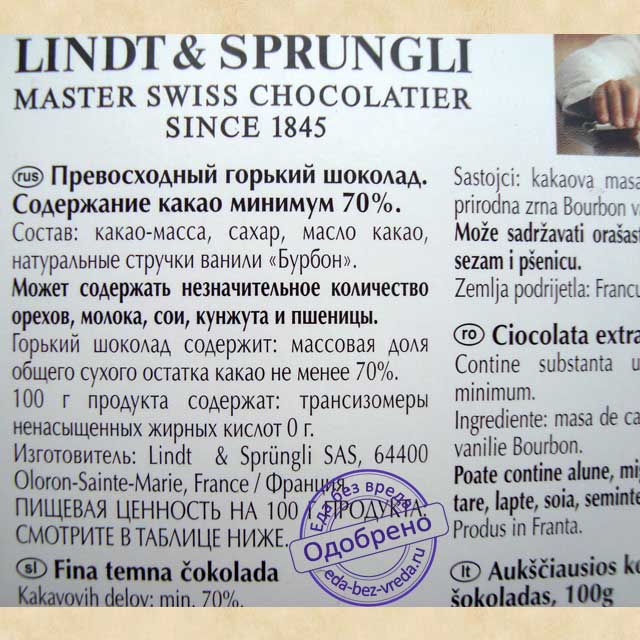 LINDT & SPRÜNGLI
MASTER SWISS CHOCOLATIER
SINCE 1845
rus Превосходный горький шоколад.
Содержание какао минимум 70%.
Состав: какао-масса, сахар, масло какао,
натуральные стручки ванили «Бурбон».
Может содержать незначительное количество
орехов, молока, сои, кунжута и пшеницы.
Горький шоколад содержит: массовая доля
общего сухого остатка какао не менее 70%.
100 г продукта содержат: трансизомеры
ненасыщенных жирных кислот 0 г.
Изготовитель: Lindt & Sprüngli SAS, 64400
Oloron-Sainte-Marie, France / Франция
ПИЩЕВАЯ ЦЕННОСТЬ НА 100 Г ПРОДУКТА:
СМОТРИТЕ В ТАБЛИЦЕ НИЖЕ.
sl Fina temna čokolada
Kakavovih delov: min. 70%.
Sastojci: kakaova masa
prirodna zrna Bourbon
Može sadržavati
sezam i pšenicu.
Zemlja podrijetla:
ro Ciocolata extra
Contine substanta
minimum.
Ingrediente: masa de
vanilie Bourbon.
Poate contine alune,
tare, lapte, soia,
Produs in Franta.
lt Aukščiausios
šokoladas, 100g
Еда без вреда
Одобрено
eda-bez-vreda.ru